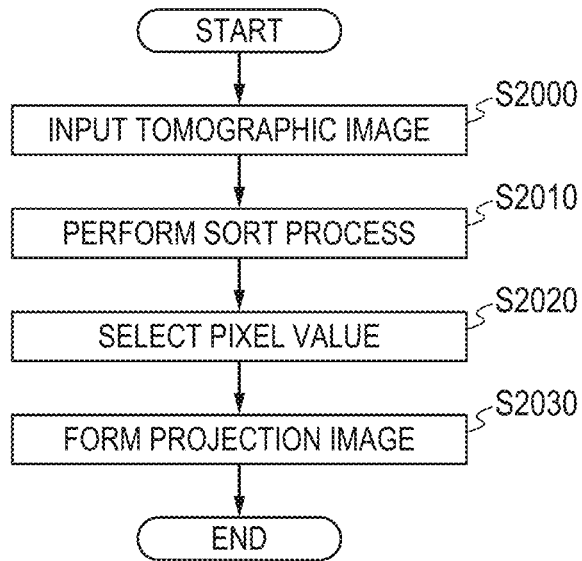 START
INPUT TOMOGRAPHIC IMAGE
S2000
PERFORM SORT PROCESS
S2010
SELECT PIXEL VALUE
S2020
FORM PROJECTION IMAGE
S2030
END